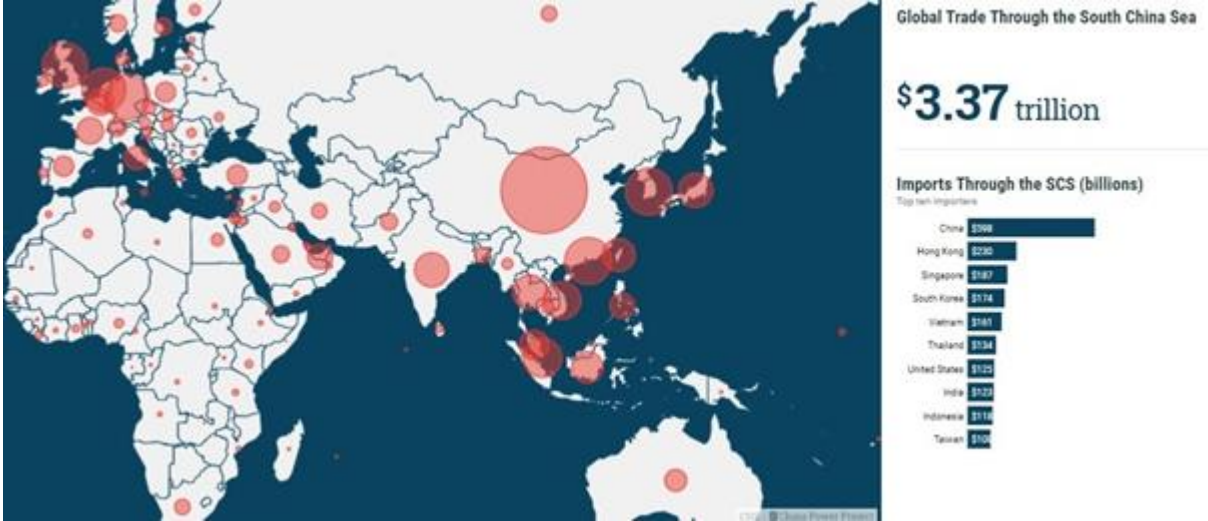 Global Trade Through the South China Sea
$3.37 trillion
Imports Through the SCS (billions)
Top ten importers
China $598
Hong Kong $230
Singapore $187
South Korea $174
Vietnam $161
Thailand $134
United States $125
India $123
Indonesia $118
Taiwan
China Power Project